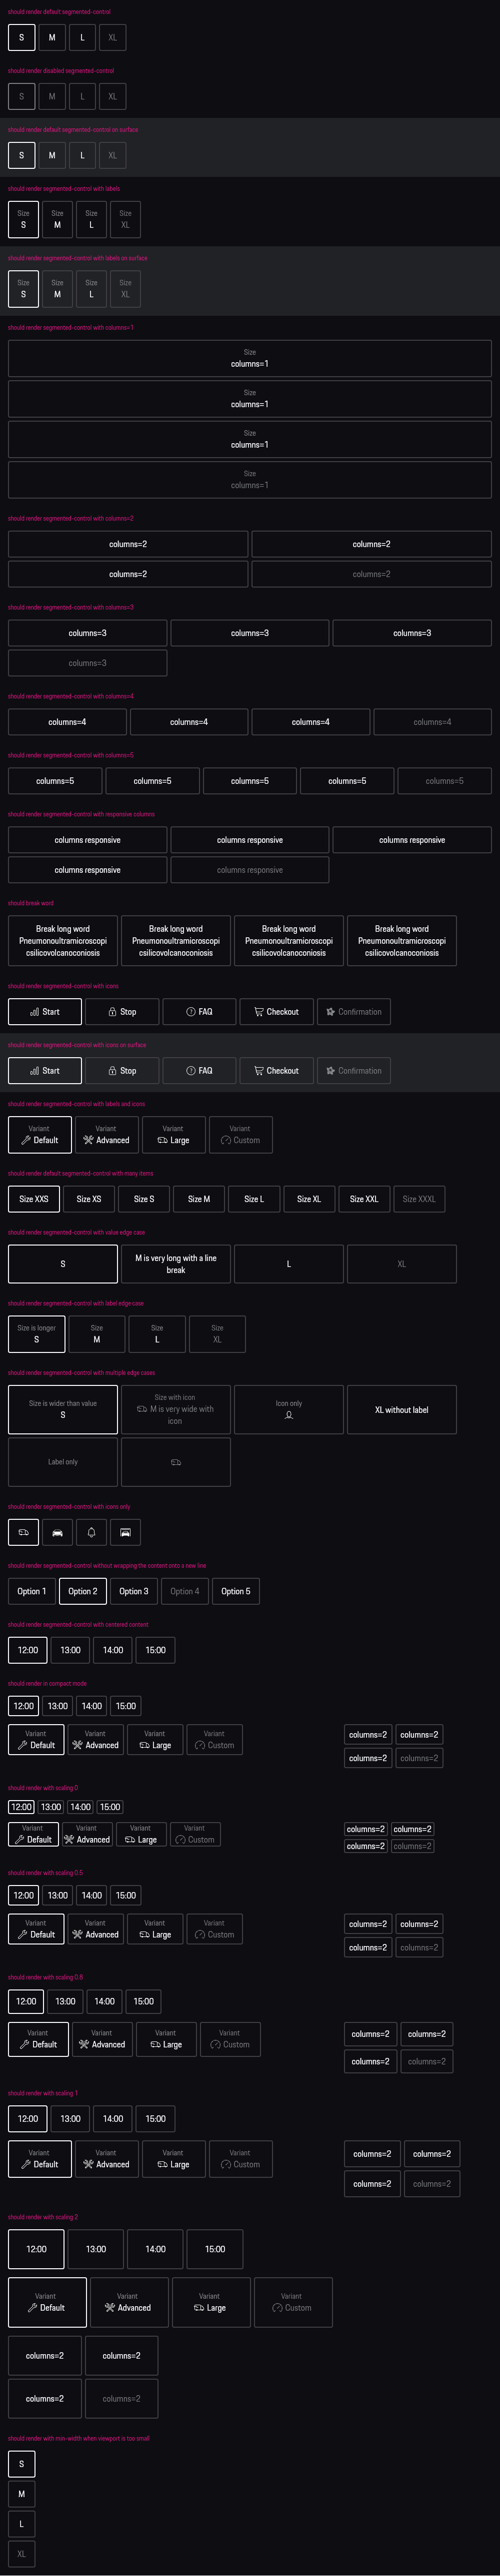 should render default segmented-control
S M L XL
should render disabled segmented-control
S M L XL
should render default segmented-control on surface
S M L XL
should render segmented-control with labels
Size Size Size Size
S M L XL
should render segmented-control with labels on surface
Size Size Size Size
S M L XL
should render segmented-control with columns=1
Size
columns=1
Size
columns=1
Size
columns=1
Size
columns=1
should render segmented-control with columns=2
columns=2 columns=2
columns=2 columns=2
should render segmented-control with columns=3
columns=3 columns=3 columns=3
columns=3
should render segmented-control with columns=4
columns=4 columns=4 columns=4 columns=4
should render segmented-control with columns=5
columns=5 columns=5 columns=5 columns=5 columns=5
should render segmented-control with responsive columns
columns responsive columns responsive columns responsive
columns responsive columns responsive
should break word
Break long word Break long word Break long word Break long word
Pneumonoultramicroscopi Pneumonoultramicroscopi Pneumonoultramicroscopi Pneumonoultramicroscopi
csilicovolcanoconiosis csilicovolcanoconiosis csilicovolcanoconiosis csilicovolcanoconiosis
should render segmented-control with icons
Start Stop FAQ Checkout Confirmation
should render segmented-control with icons on surface
Start Stop FAQ Checkout Confirmation
should render segmented-control with labels and icons
Variant Variant Variant Variant
Default Advanced Large Custom
should render default segmented-control with many items
Size XXS Size XS Size S Size M Size L Size XL Size XXL Size XXXL
should render segmented-control with value edge case
S M is very long with a line L XL
break
should render segmented-control with label edge case
Size is longer Size Size Size
S M L XL
should render segmented-control with multiple edge cases
Size is wider than value Size with icon Icon only XL without label
S M is very wide with
icon
Label only
should render segmented-control with icons only
should render segmented-control without wrapping the content onto a new line
Option 1 Option 2 Option 3 Option 4 Option 5
should render segmented-control with centered content
12:00 13:00 14:00 15:00
should render in compact mode
12:00 13:00 14:00 15:00
Variant Variant Variant Variant
Default Advanced Large Custom
columns=2 columns=2
columns=2 columns=2
should render with scaling 0
12:00 13:00 14:00 15:00
Variant Variant Variant Variant
Default Advanced Large Custom
columns=2 columns=2
columns=2 columns=2
should render with scaling 0.5
12:00 13:00 14:00 15:00
Variant Variant Variant Variant
Default Advanced Large Custom
columns=2 columns=2
columns=2 columns=2
should render with scaling 0.8
12:00 13:00 14:00 15:00
Variant Variant Variant Variant
Default Advanced Large Custom
columns=2 columns=2
columns=2 columns=2
should render with scaling 1
12:00 13:00 14:00 15:00
Variant Variant Variant Variant
Default Advanced Large Custom
columns=2 columns=2
columns=2 columns=2
should render with scaling 2
12:00 13:00 14:00 15:00
Variant Variant Variant Variant
Default Advanced Large Custom
columns=2 columns=2
columns=2 columns=2
should render with min-width when viewport is too small
S
M
L
XL